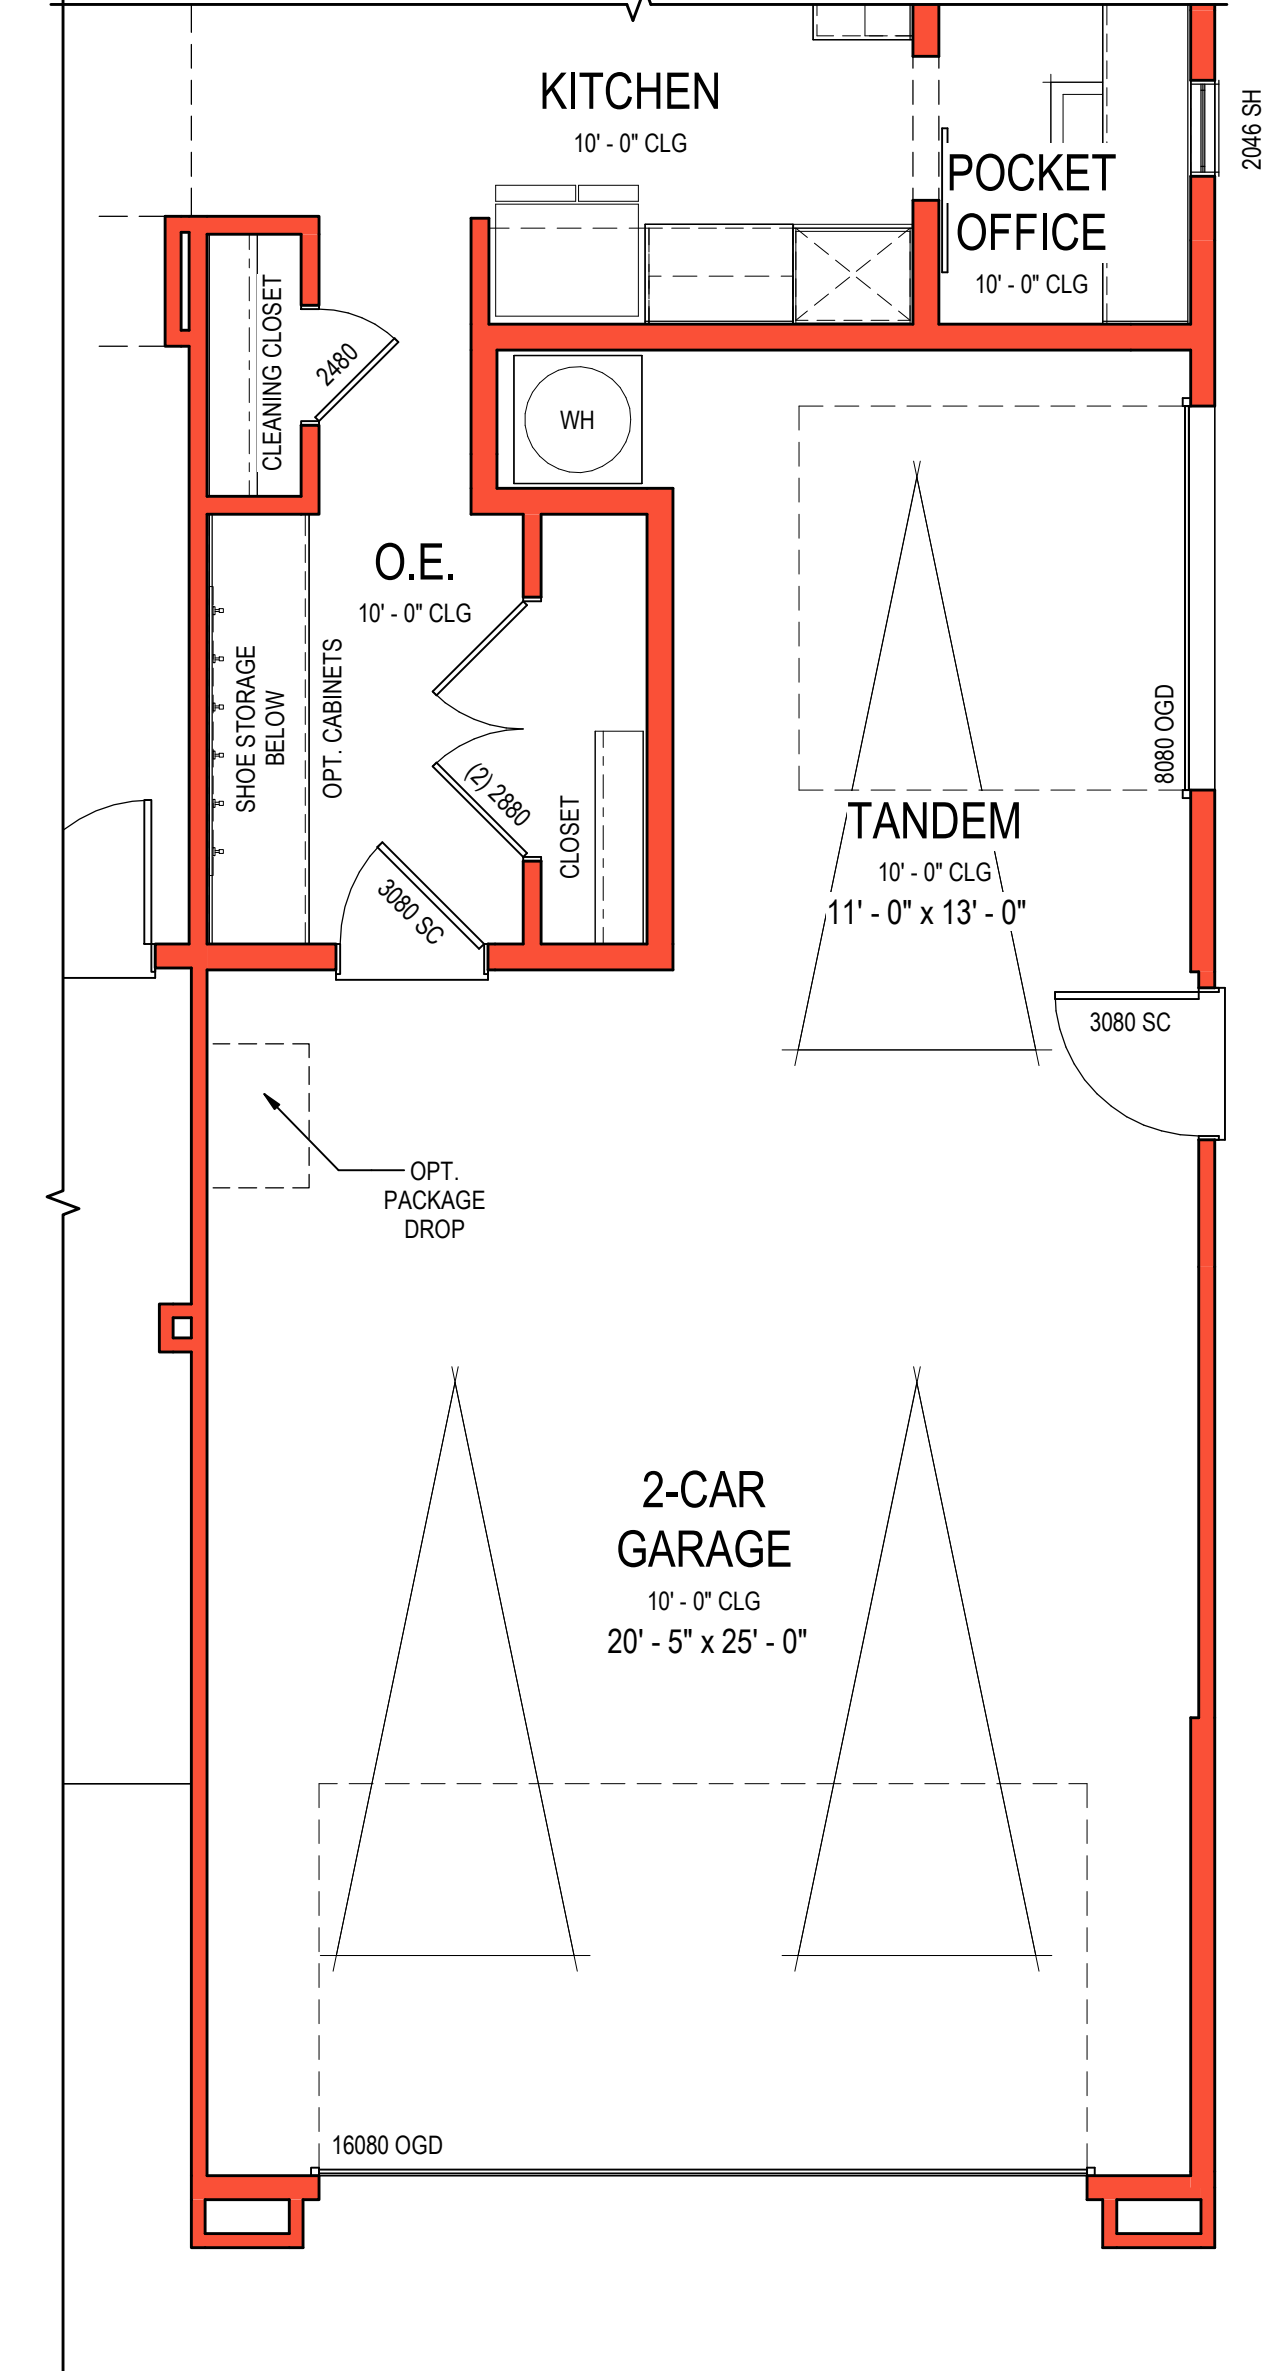 KITCHEN
10' - 0" CLG
2046 SH
POCKET
OFFICE
10' - 0" CLG
CLEANING CLOSET
2480
WH
O.E.
10' - 0" CLG
SHOE STORAGE
BELOW
OPT. CABINETS
(2) 2880
CLOSET
3080 SC
8080 OGD
TANDEM
10' - 0" CLG
11' - 0" x 13' - 0"
3080 SC
OPT.
PACKAGE
DROP
2-CAR
GARAGE
10' - 0" CLG
20' - 5" x 25' - 0"
16080 OGD